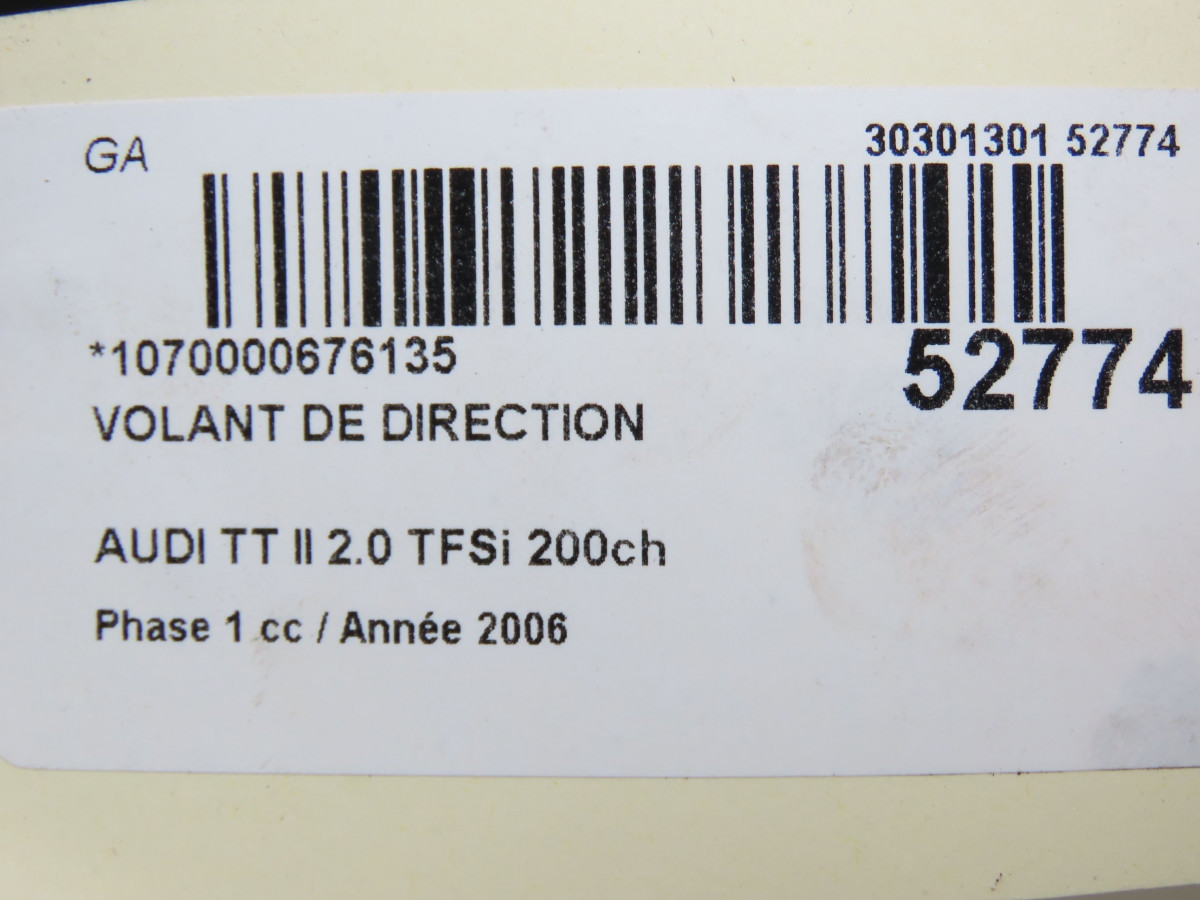 GA
30301301 52774
*1070000676135
52774
VOLANT DE DIRECTION
AUDI TT II 2.0 TFSi 200ch
Phase 1 cc / Année 2006